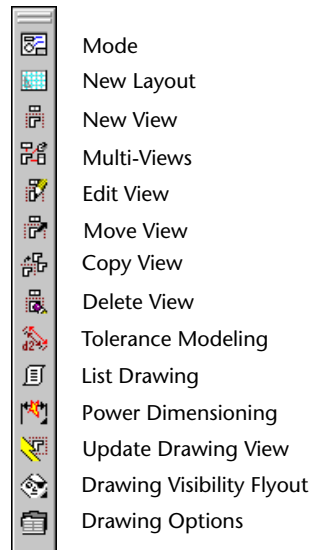 Mode
New Layout
New View
Multi-Views
Edit View
Move View
Copy View
Delete View
d2
Tolerance Modeling
List Drawing
Power Dimensioning
Update Drawing View
Drawing Visibility Flyout
Drawing Options